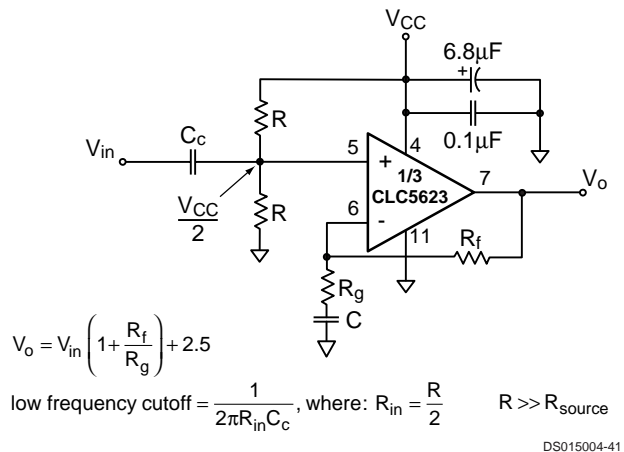 V_CC
6.8µF
+
R
C_c
4
0.1µF
V_in
5
+
1/3
CLC5623
7
V_o
V_CC/2
R
6
-
11
R_f
R_g
C
V_o = V_in (1 + R_f/R_g) + 2.5
low frequency cutoff = 1/(2πR_inC_c), where: R_in = R/2 R >> R_source
DS015004-41